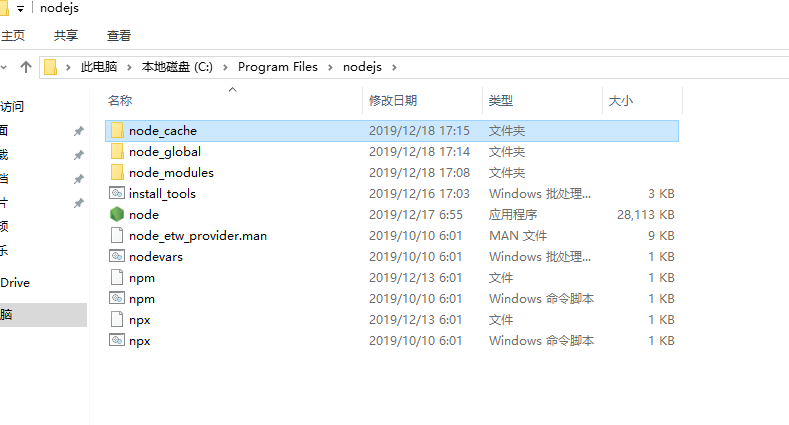 nodejs
主页 共享 查看
此电脑 本地磁盘 (C:) Program Files nodejs
名称 修改日期 类型 大小
访问
面
载
档
片
频
乐
Drive
脑
node_cache 2019/12/18 17:15 文件夹
node_global 2019/12/18 17:14 文件夹
node_modules 2019/12/18 17:08 文件夹
install_tools 2019/12/16 17:03 Windows 批处理... 3 KB
node 2019/12/17 6:55 应用程序 28,113 KB
node_etw_provider.man 2019/10/10 6:01 MAN 文件 9 KB
nodevars 2019/10/10 6:01 Windows 批处理... 1 KB
npm 2019/12/13 6:01 文件 1 KB
npm 2019/10/10 6:01 Windows 命令脚本 1 KB
npx 2019/12/13 6:01 文件 1 KB
npx 2019/10/10 6:01 Windows 命令脚本 1 KB